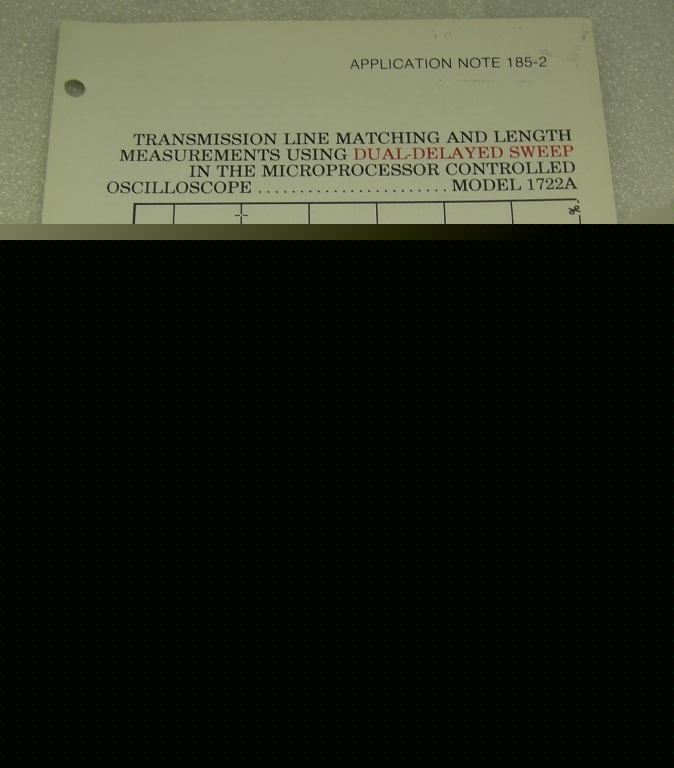 APPLICATION NOTE 185-2
TRANSMISSION LINE MATCHING AND LENGTH
MEASUREMENTS USING DUAL-DELAYED SWEEP
IN THE MICROPROCESSOR CONTROLLED
OSCILLOSCOPE ....................... MODEL 1722A
%